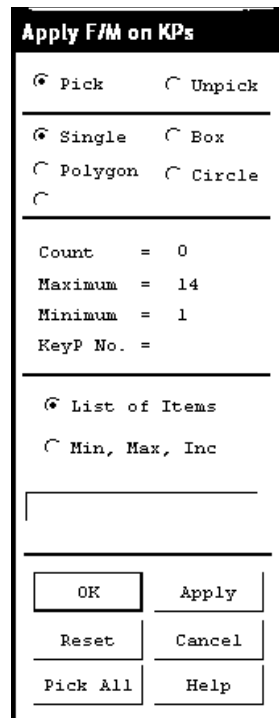 Apply F/M on KPs
Pick Unpick
Single Box
Polygon Circle
Count = 0
Maximum = 14
Minimum = 1
KeyP No. =
List of Items
Min, Max, Inc
OK Apply
Reset Cancel
Pick All Help